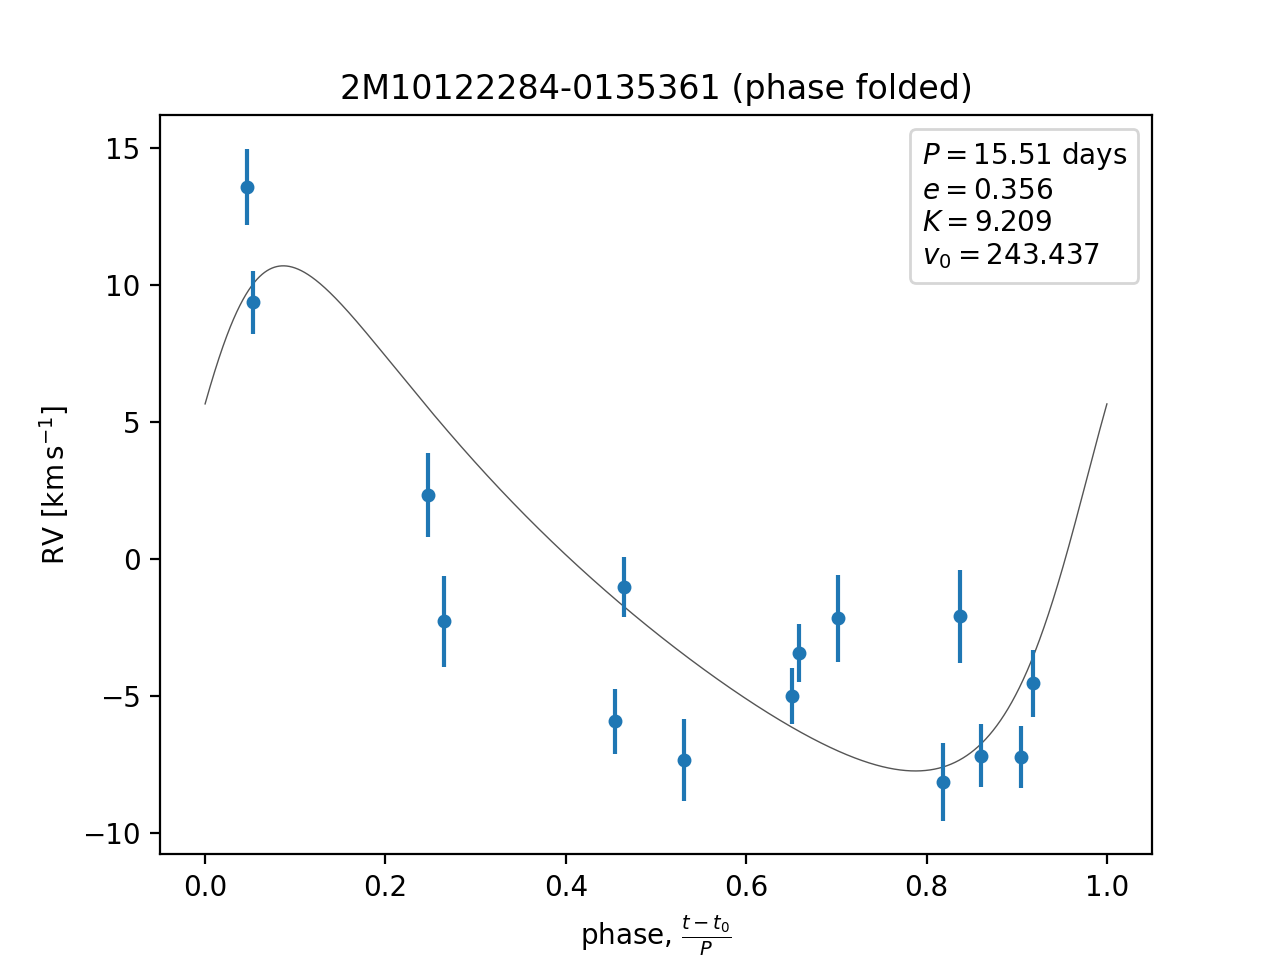 2M10122284-0135361 (phase folded)
P = 15.51 days
e = 0.356
K = 9.209
v₀ = 243.437
15
10
5
0
−5
−10
RV [km s⁻¹]
0.0 0.2 0.4 0.6 0.8 1.0
phase, (t − t₀)/P